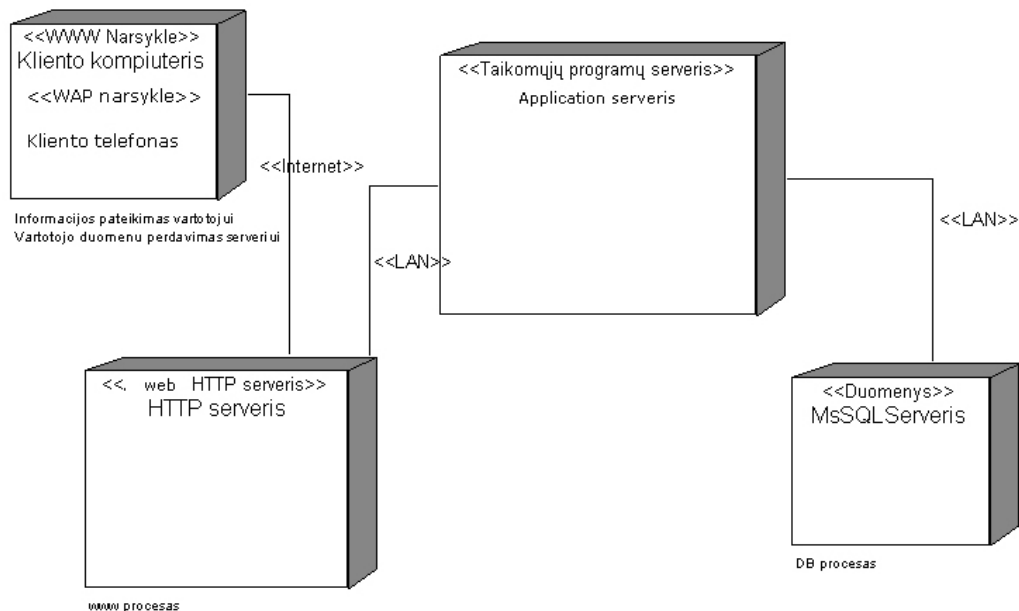 <<WWW Narsykle>>
Kliento kompiuteris
<<WAP narsykle>>
Kliento telefonas
Informacijos pateikimas vartotojui
Vartotojo duomenu perdavimas serveriui
<<Internet>>
<<LAN>>
<<Taikomųjų programų serveris>>
Application serveris
<<LAN>>
<<. web HTTP serveris>>
HTTP serveris
www procesas
<<Duomenys>>
MsSQLServeris
DB procesas